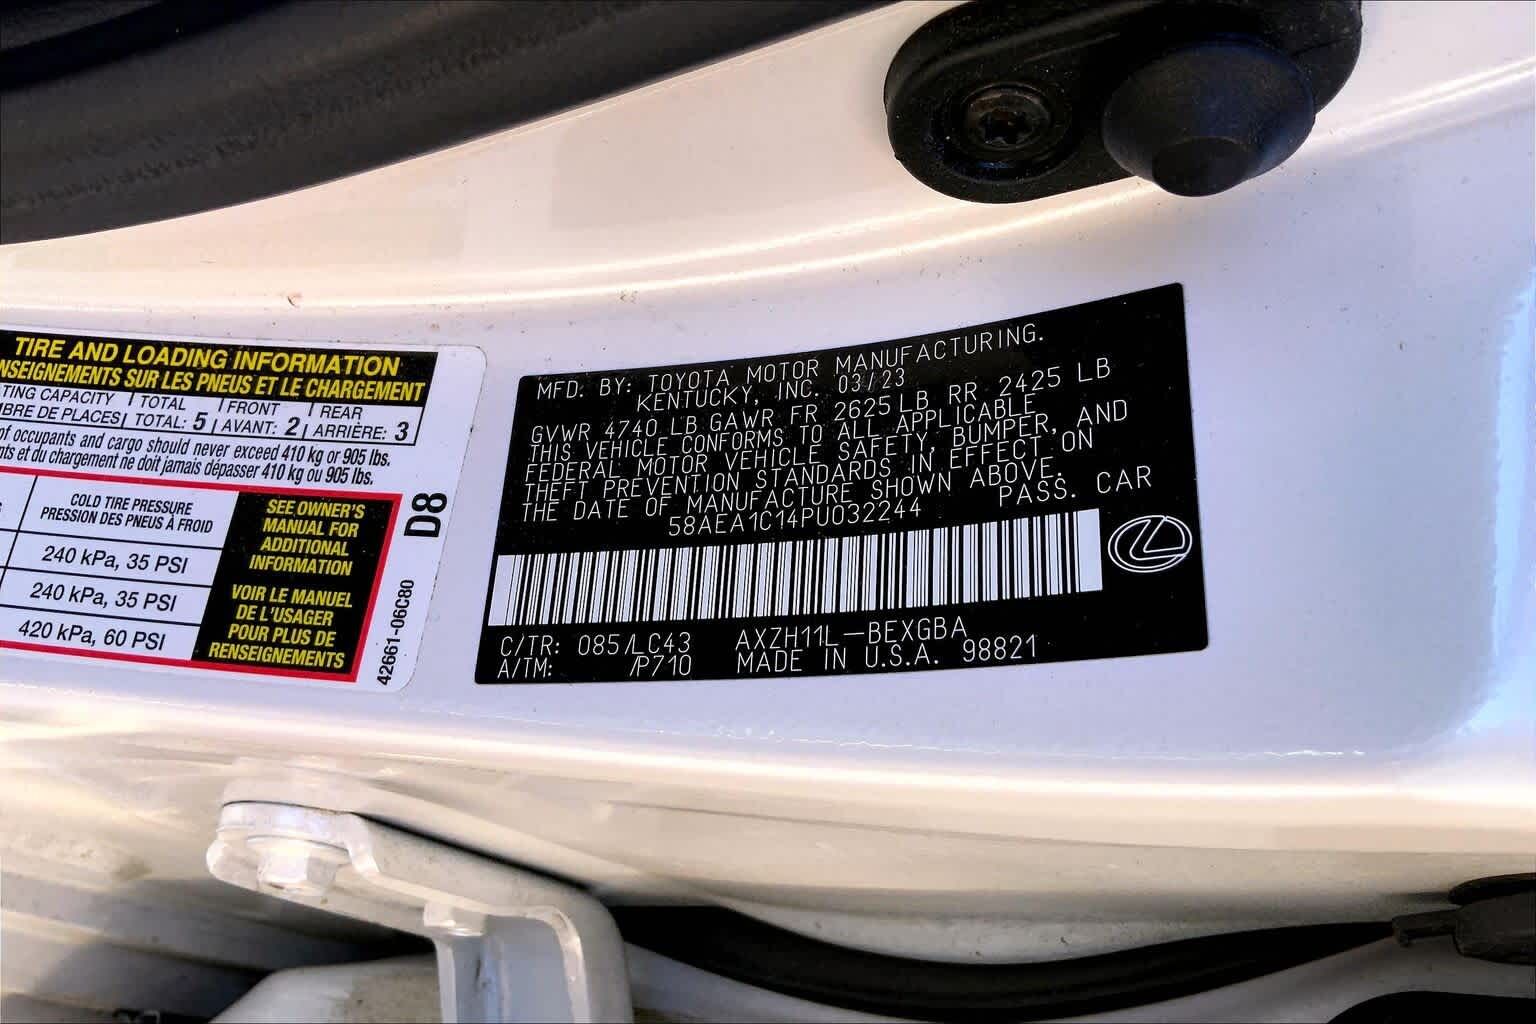 TIRE AND LOADING INFORMATION
NSEIGNEMENTS SUR LES PNEUS ET LE CHARGEMENT
TING CAPACITY TOTAL FRONT REAR
BRE DE PLACES TOTAL: 5 AVANT: 2 ARRIÈRE: 3
of occupants and cargo should never exceed 410 kg or 905 lbs.
nts et du chargement ne doit jamais dépasser 410 kg ou 905 lbs.
COLD TIRE PRESSURE
PRESSION DES PNEUS À FROID
240 kPa, 35 PSI
240 kPa, 35 PSI
420 kPa, 60 PSI
SEE OWNER'S
MANUAL FOR
ADDITIONAL
INFORMATION
VOIR LE MANUEL
DE L'USAGER
POUR PLUS DE
RENSEIGNEMENTS
D8
42661-06C80
MFD. BY: TOYOTA MOTOR MANUFACTURING.
KENTUCKY, INC. 03/23
GVWR 4740 LB GAWR FR 2625 LB RR 2425 LB
THIS VEHICLE CONFORMS TO ALL APPLICABLE
FEDERAL MOTOR VEHICLE SAFETY, BUMPER, AND
THEFT PREVENTION STANDARDS IN EFFECT ON
THE DATE OF MANUFACTURE SHOWN ABOVE.
58AEA1C14PU032244 PASS. CAR
C/TR: 085/LC43 AXZH11L-BEXGBA
A/TM: /P710 MADE IN U.S.A. 98821